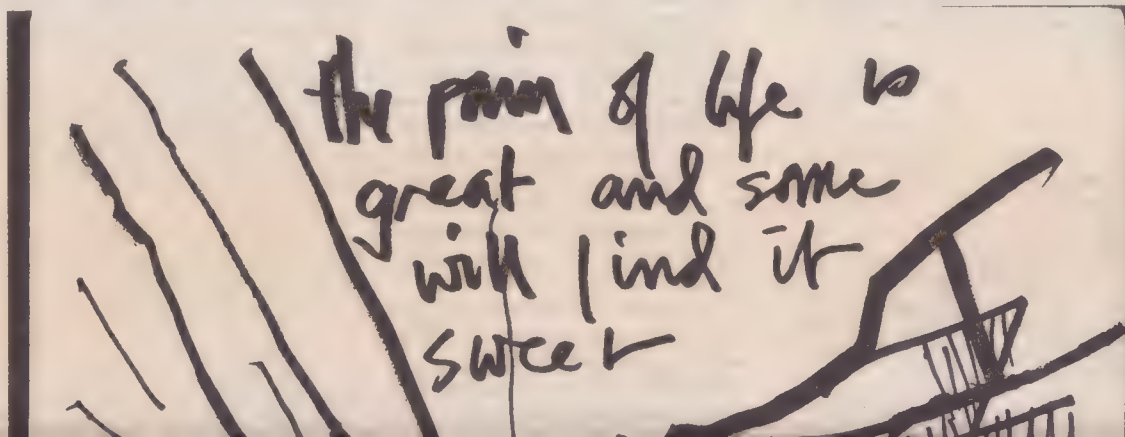 the pain of life is
great and some
will find it
sweet